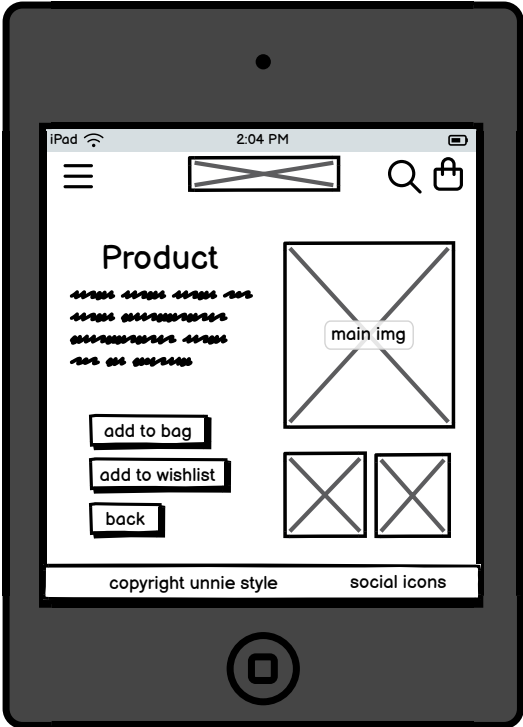 iPad 2:04 PM
Product
main img
add to bag
add to wishlist
back
copyright unnie style social icons